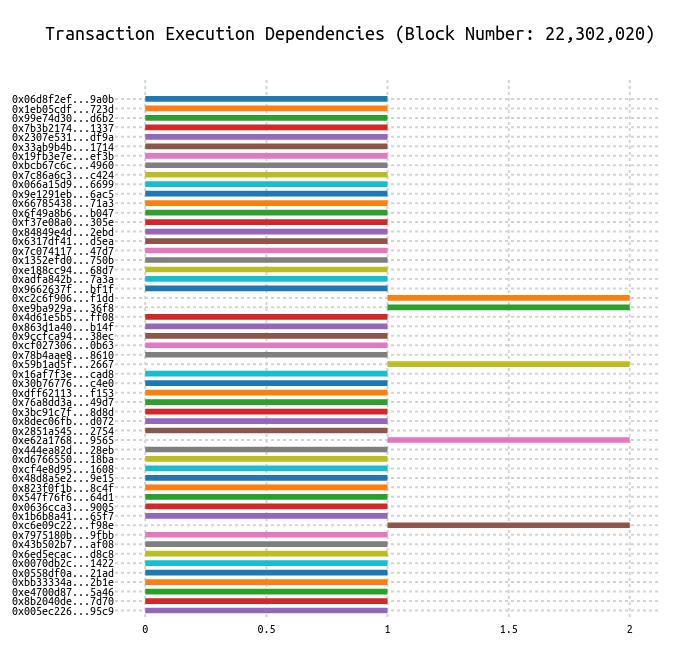 Transaction Execution Dependencies (Block Number: 22,302,020)
0x06d8f2ef...9a0b
0x1eb05cdf...723d
0x99e74d30...d6b2
0x7b3b2174...1337
0x2307e531...df9a
0x33ab9b4b...1714
0x19fb3e7e...ef3b
0xbcb67c6c...4960
0x7c86a6c3...c424
0x066a15d9...6699
0x9e1291eb...6ac5
0x66785438...71a3
0x6f49a8b6...b047
0xf37e08a0...305e
0x84849e4d...2ebd
0x6317df41...d5ea
0x7c074117...47d7
0x1352efd0...750b
0xe188cc94...68d7
0xadfa842b...7a3a
0x9662637f...bf1f
0xc2c6f906...f1dd
0xe9ba929a...36f8
0x4d61e5b5...ff08
0x863d1a40...b14f
0x9ccfca94...38ec
0xcf027306...0b63
0x78b4aae8...8610
0x59b1ad5f...2667
0x16af7f3e...cad8
0x30b76776...c4e0
0xdff62113...f153
0x76a8dd3a...49d7
0x3bc91c7f...8d8d
0x8dec06fb...d072
0x2851a545...2754
0xe62a1768...9565
0x444ea82d...28eb
0xd6766550...18ba
0xcf4e8d95...1608
0x48d8a5e2...9e15
0x823f0f1b...8c4f
0x547f76f6...64d1
0x0636cca3...9005
0x1b6b8a41...65f7
0xc6e09c22...f98e
0x7975180b...9fbb
0x43b502b7...af08
0x6ed5ecac...d8c8
0x0070db2c...1422
0x0558df0a...21ad
0xbb33334a...2b1e
0xe4700d87...5a46
0x8b2040de...7d70
0x005ec226...95c9
0 0.5 1 1.5 2